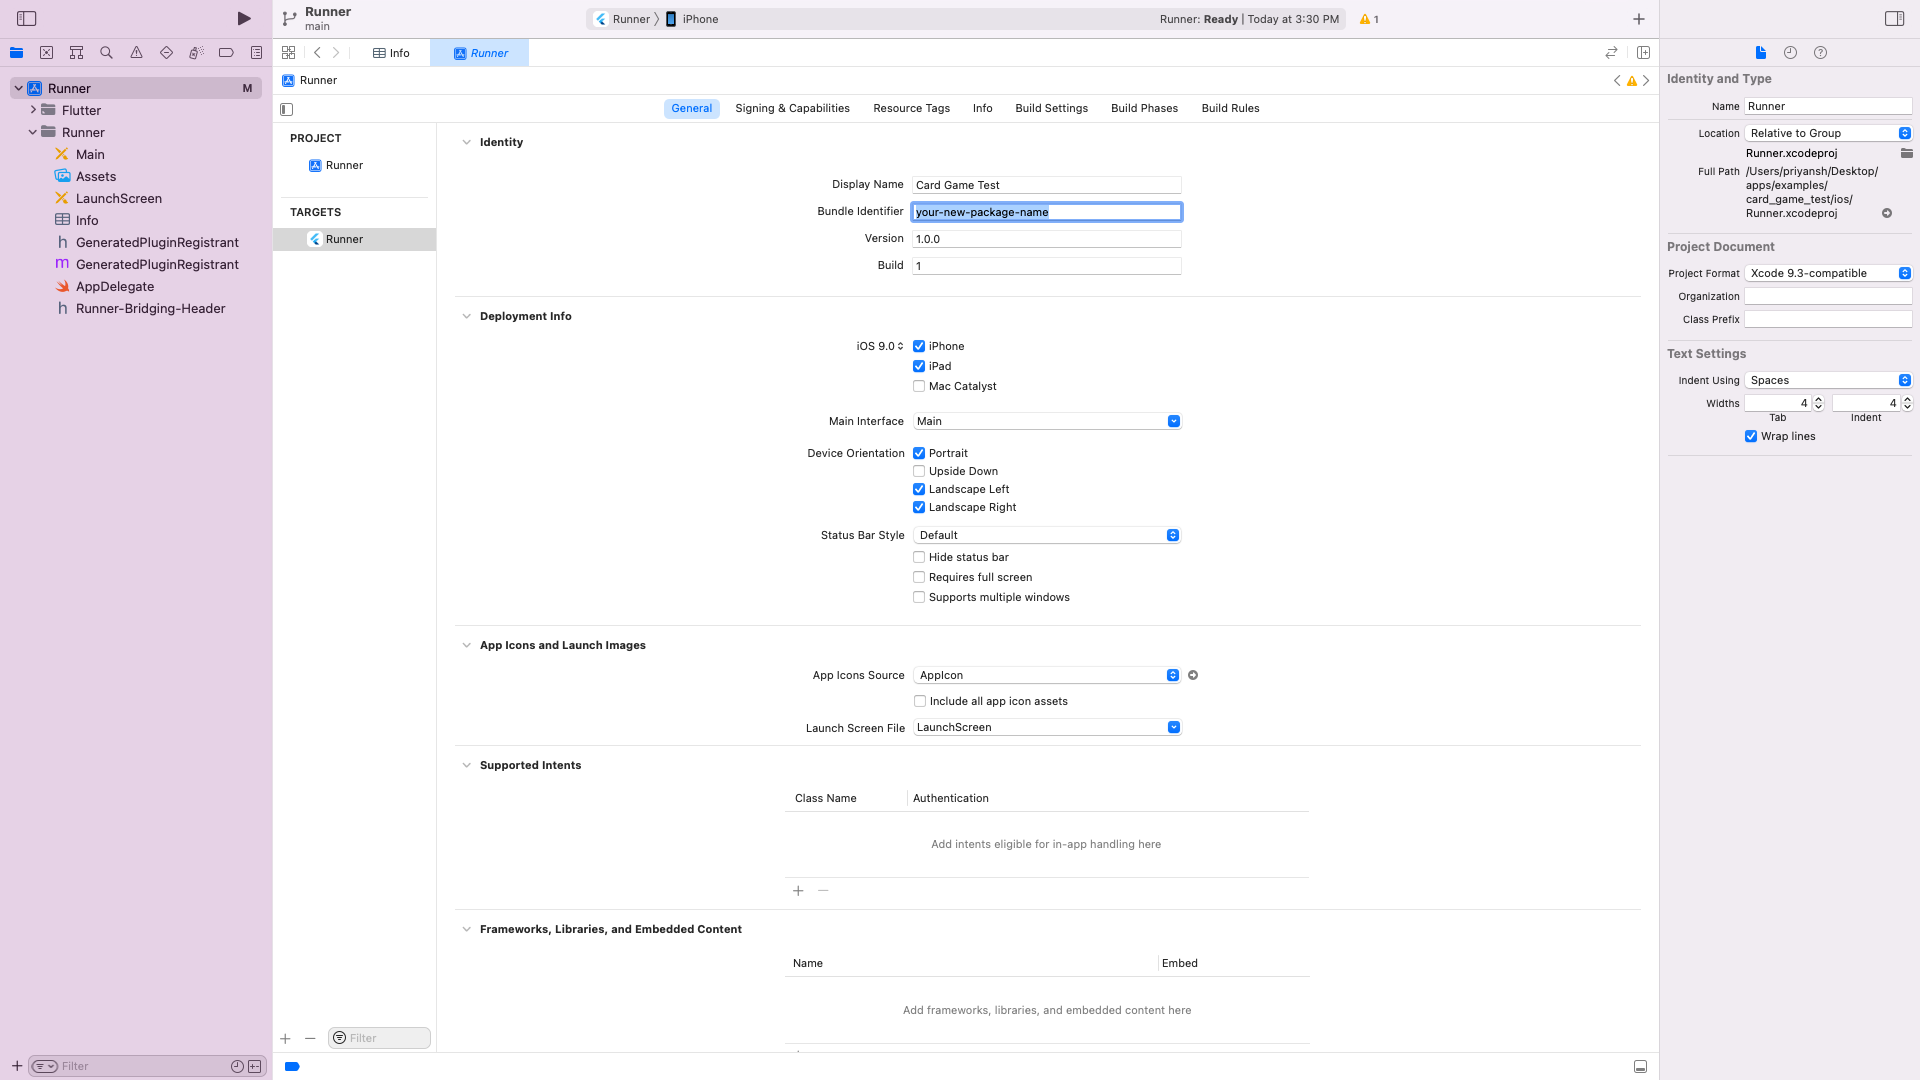 Runner
main
Runner
iPhone
Runner: Ready | Today at 3:30 PM
1
Info
Runner
Runner
Runner
M
Flutter
Runner
Main
Assets
LaunchScreen
Info
h GeneratedPluginRegistrant
m GeneratedPluginRegistrant
AppDelegate
h Runner-Bridging-Header
Filter
General
Signing & Capabilities
Resource Tags
Info
Build Settings
Build Phases
Build Rules
PROJECT
Runner
TARGETS
Runner
Filter
Identity
Display Name Card Game Test
Bundle Identifier your-new-package-name
Version 1.0.0
Build 1
Deployment Info
iOS 9.0 iPhone
iPad
Mac Catalyst
Main Interface Main
Device Orientation Portrait
Upside Down
Landscape Left
Landscape Right
Status Bar Style Default
Hide status bar
Requires full screen
Supports multiple windows
App Icons and Launch Images
App Icons Source AppIcon
Include all app icon assets
Launch Screen File LaunchScreen
Supported Intents
Class Name Authentication
Add intents eligible for in-app handling here
Frameworks, Libraries, and Embedded Content
Name Embed
Add frameworks, libraries, and embedded content here
Identity and Type
Name Runner
Location Relative to Group
Runner.xcodeproj
Full Path /Users/priyansh/Desktop/
apps/examples/
card_game_test/ios/
Runner.xcodeproj
Project Document
Project Format Xcode 9.3-compatible
Organization
Class Prefix
Text Settings
Indent Using Spaces
Widths 4 4
Tab Indent
Wrap lines